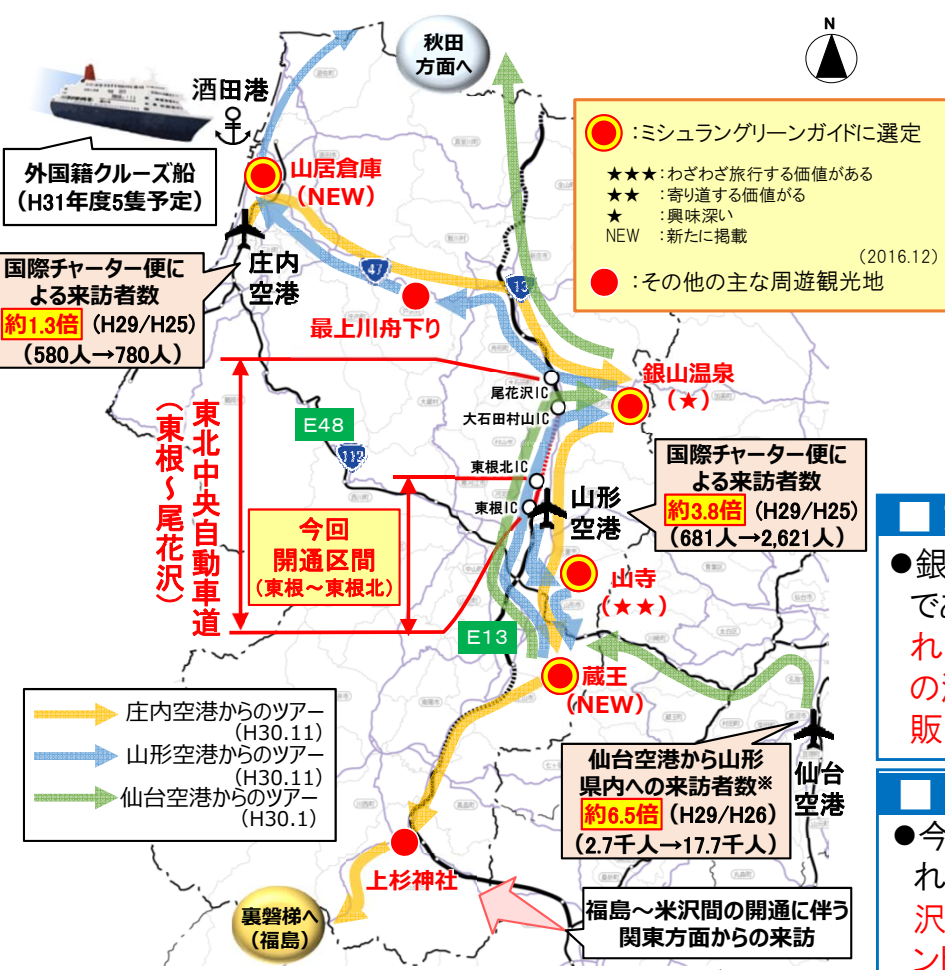 N
秋田
方面へ
酒田港
外国籍クルーズ船
(H31年度5隻予定)
山居倉庫
(NEW)
:ミシュラングリーンガイドに選定
★★★:わざわざ旅行する価値がある
★★ :寄り道する価値がる
★ :興味深い
NEW :新たに掲載
(2016.12)
:その他の主な周遊観光地
国際チャーター便に
よる来訪者数
約1.3倍 (H29/H25)
(580人→780人)
庄内
空港
47
13
最上川舟下り
銀山温泉
(★)
尾花沢IC
大石田村山IC
東北中央自動車道
(東根~尾花沢)
E48
112
東根北IC
東根IC
山形
空港
国際チャーター便に
よる来訪者数
約3.8倍 (H29/H25)
(681人→2,621人)
今回
開通区間
(東根~東根北)
山寺
(★★)
E13
蔵王
(NEW)
庄内空港からのツアー
(H30.11)
山形空港からのツアー
(H30.11)
仙台空港からのツアー
(H30.1)
仙台空港から山形
県内への来訪者数※
約6.5倍 (H29/H26)
(2.7千人→17.7千人)
仙台
空港
上杉神社
裏磐梯へ
(福島)
福島~米沢間の開通に伴う
関東方面からの来訪
●銀
であ
れ
の
販
●今
れ
沢
ン